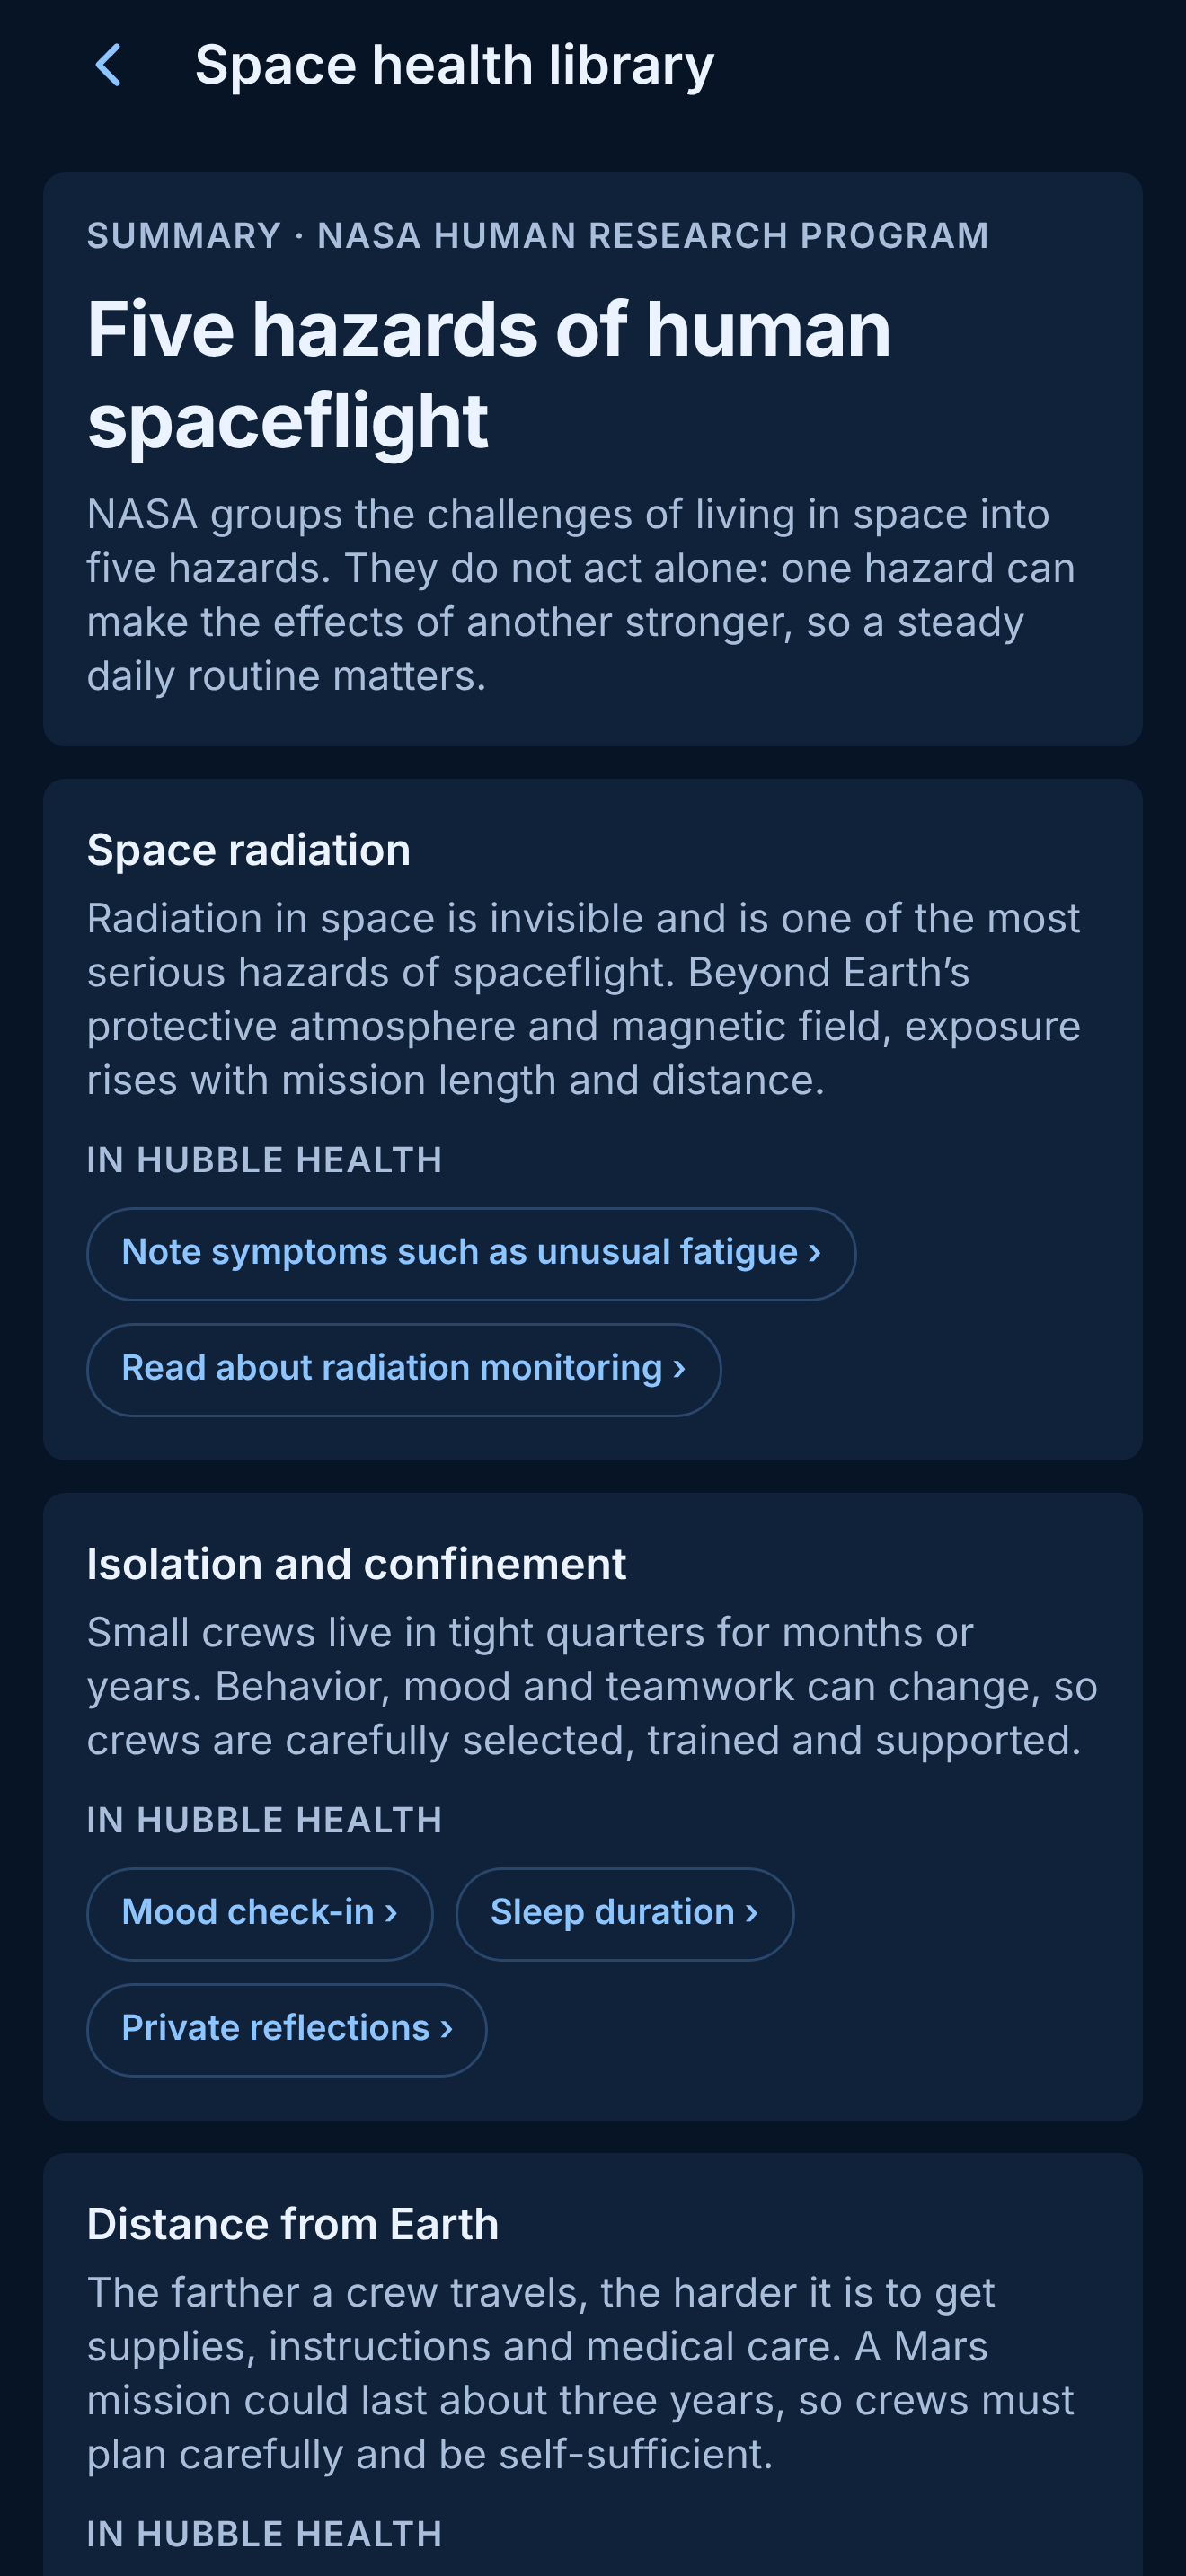 Space health library
SUMMARY · NASA HUMAN RESEARCH PROGRAM
Five hazards of human
spaceflight
NASA groups the challenges of living in space into
five hazards. They do not act alone: one hazard can
make the effects of another stronger, so a steady
daily routine matters.
Space radiation
Radiation in space is invisible and is one of the most
serious hazards of spaceflight. Beyond Earth’s
protective atmosphere and magnetic field, exposure
rises with mission length and distance.
IN HUBBLE HEALTH
Note symptoms such as unusual fatigue ›
Read about radiation monitoring ›
Isolation and confinement
Small crews live in tight quarters for months or
years. Behavior, mood and teamwork can change, so
crews are carefully selected, trained and supported.
IN HUBBLE HEALTH
Mood check-in ›
Sleep duration ›
Private reflections ›
Distance from Earth
The farther a crew travels, the harder it is to get
supplies, instructions and medical care. A Mars
mission could last about three years, so crews must
plan carefully and be self-sufficient.
IN HUBBLE HEALTH